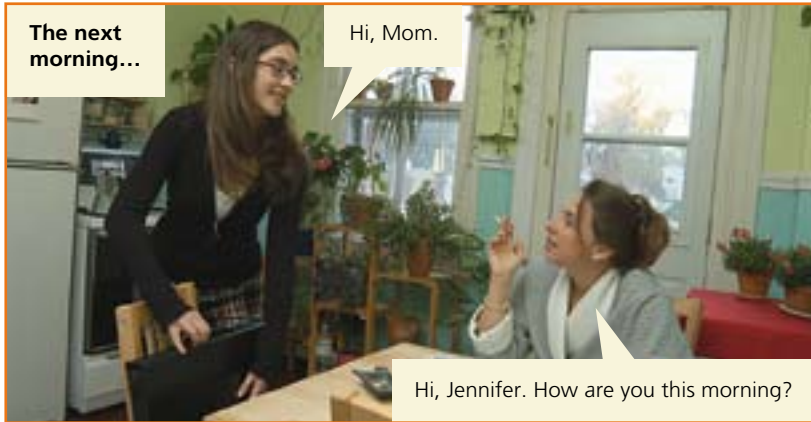 The next
morning…
Hi, Mom.
Hi, Jennifer. How are you this morning?